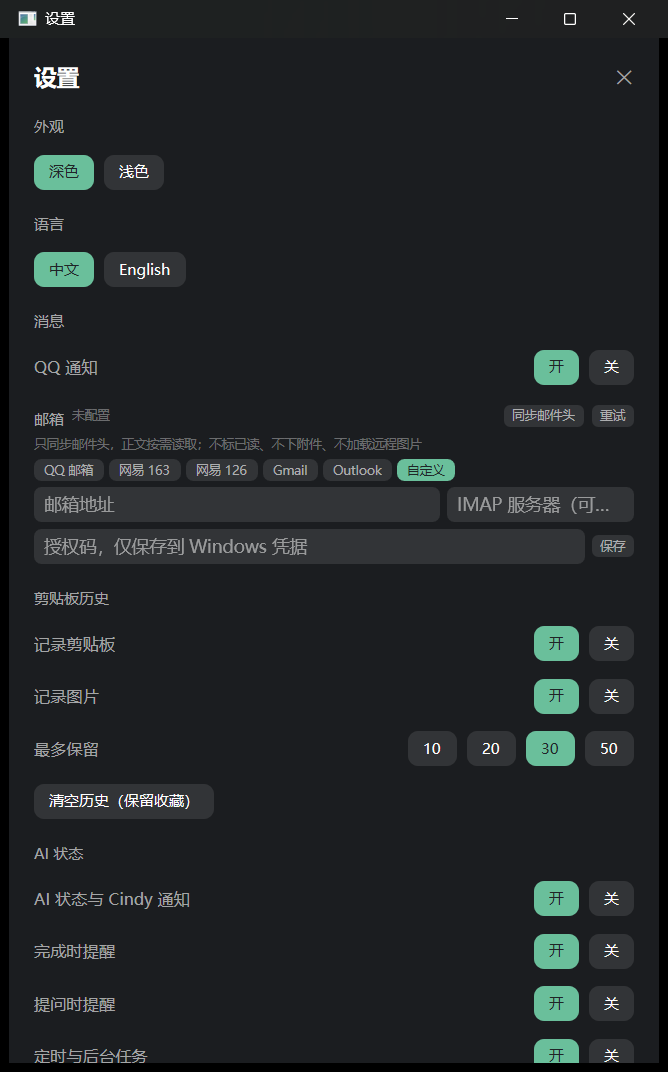 设置
设置
外观
深色 浅色
语言
中文 English
消息
QQ 通知 开 关
邮箱 未配置 同步邮件头 重试
只同步邮件头，正文按需读取；不标已读、不下附件、不加载远程图片
QQ 邮箱 网易 163 网易 126 Gmail Outlook 自定义
邮箱地址 IMAP 服务器（可...
授权码，仅保存到 Windows 凭据 保存
剪贴板历史
记录剪贴板 开 关
记录图片 开 关
最多保留 10 20 30 50
清空历史（保留收藏）
AI 状态
AI 状态与 Cindy 通知 开 关
完成时提醒 开 关
提问时提醒 开 关
定时与后台任务 开 关